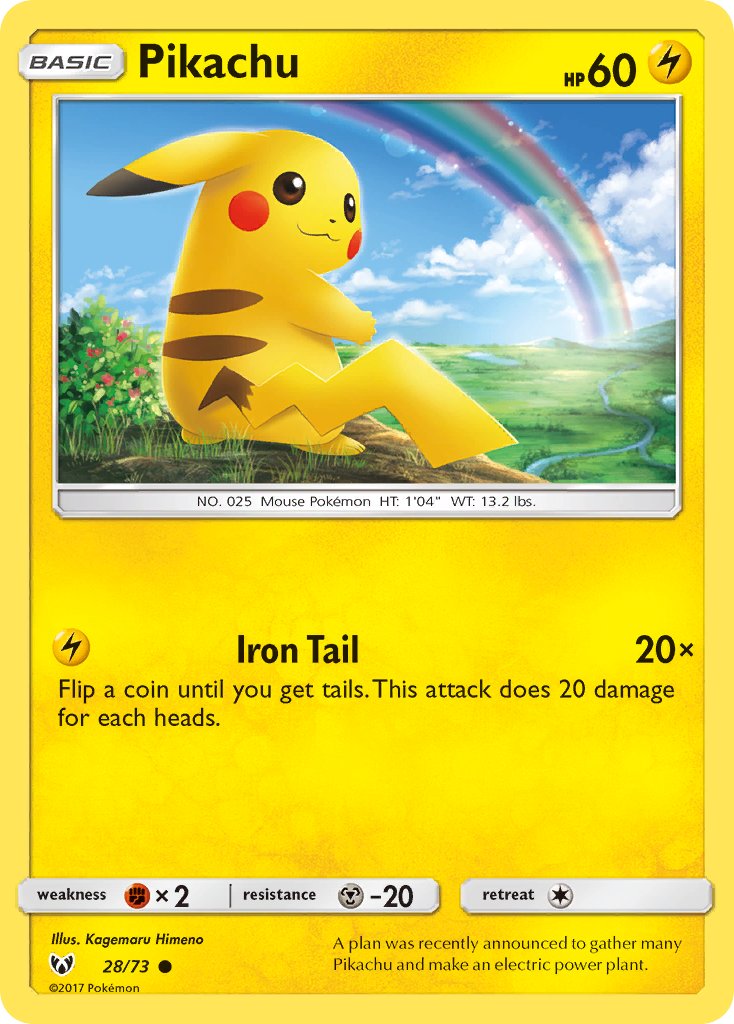 BASIC Pikachu HP60
NO. 025 Mouse Pokémon HT: 1'04" WT: 13.2 lbs.
Iron Tail 20×
Flip a coin until you get tails. This attack does 20 damage
for each heads.
weakness ×2 resistance –20 retreat
Illus. Kagemaru Himeno
28/73
©2017 Pokémon
A plan was recently announced to gather many
Pikachu and make an electric power plant.